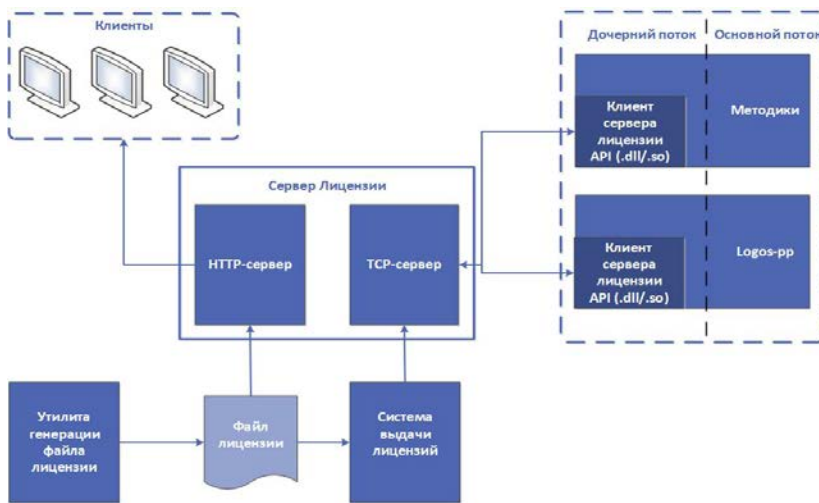 Клиенты
Дочерний поток
Основной поток
Клиент
сервера
лицензии
API (.dll/.so)
Методики
Клиент
сервера
лицензии
API (.dll/.so)
Logos-pp
Сервер Лицензии
HTTP-сервер
TCP-сервер
Утилита
генерации
файла
лицензии
Файл
лицензии
Система
выдачи
лицензий